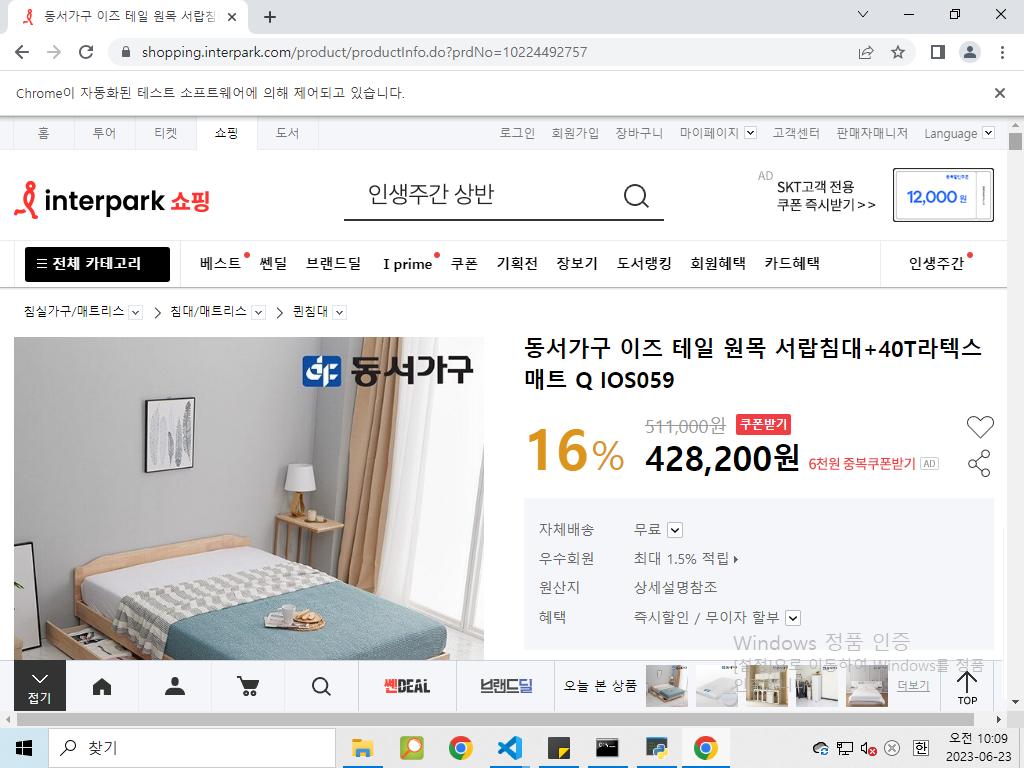 동서가구 이즈 테일 원목 서랍침
shopping.interpark.com/product/productInfo.do?prdNo=10224492757
Chrome이 자동화된 테스트 소프트웨어에 의해 제어되고 있습니다.
홈 투어 티켓 쇼핑 도서 로그인 회원가입 장바구니 마이페이지 고객센터 판매자매니저 Language
interpark 쇼핑
인생주간 상반
AD SKT고객 전용
쿠폰 즉시받기>>
12,000원
전체 카테고리 베스트 쎈딜 브랜드딜 I prime 쿠폰 기획전 장보기 도서랭킹 회원혜택 카드혜택 인생주간
침실가구/매트리스 > 침대/매트리스 > 퀸침대
동서가구
동서가구 이즈 테일 원목 서랍침대+40T라텍스
매트 Q IOS059
511,000원 쿠폰받기
16% 428,200원 6천원 중복쿠폰받기 AD
자체배송 무료
우수회원 최대 1.5% 적립
원산지 상세설명참조
혜택 즉시할인 / 무이자 할부
Windows 정품 인증
[설정]으로 이동하여 Windows를 정품
접기
쎈DEAL
브랜드딜
오늘 본 상품
더보기
TOP
찾기
한
오전 10:09
2023-06-23